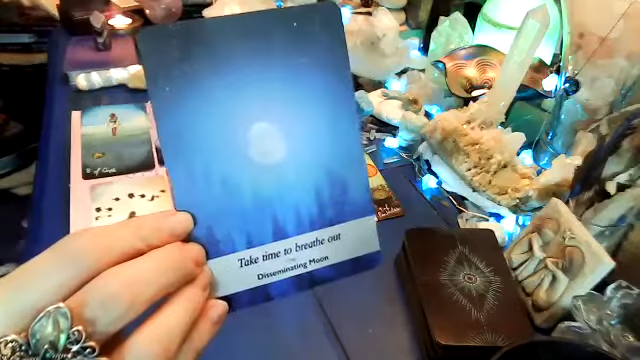 Take time to breathe out
Disseminating Moon
8 of Cups